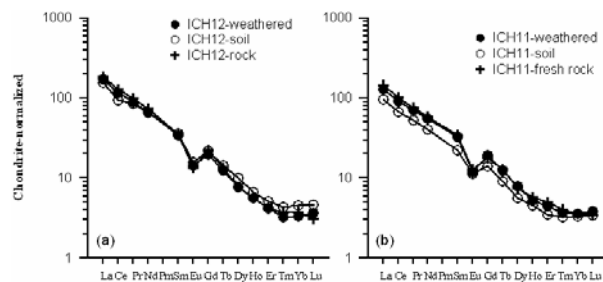 1000
100
10
1
Chondrite-normalized
ICH12-weathered
ICH12-soil
ICH12-rock
(a)
La Ce Pr Nd Pm Sm Eu Gd Tb Dy Ho Er Tm Yb Lu
1000
100
10
1
ICH11-weathered
ICH11-soil
ICH11-fresh rock
(b)
La Ce Pr Nd Pm Sm Eu Gd Tb Dy Ho Er Tm Yb Lu